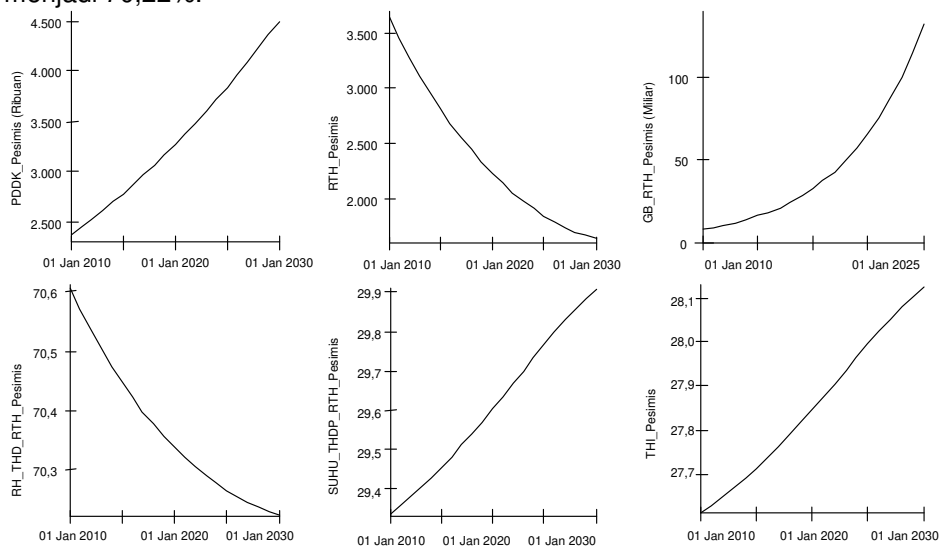 menjadi 70,22%.
4.500
4.000
3.500
3.000
2.500
PDDK_Pesimis (Ribuan)
01 Jan 2010 01 Jan 2020 01 Jan 2030
3.500
3.000
2.500
2.000
RTH_Pesimis
01 Jan 2010 01 Jan 2020 01 Jan 2030
100
50
0
GB_RTH_Pesimis (Miliar)
01 Jan 2010 01 Jan 2025
70,6
70,5
70,4
70,3
RH_THD_RTH_Pesimis
01 Jan 2010 01 Jan 2020 01 Jan 2030
29,9
29,8
29,7
29,6
29,5
29,4
SUHU_THDP_RTH_Pesimis
01 Jan 2010 01 Jan 2020 01 Jan 2030
28,1
28,0
27,9
27,8
27,7
THI_Pesimis
01 Jan 2010 01 Jan 2020 01 Jan 2030